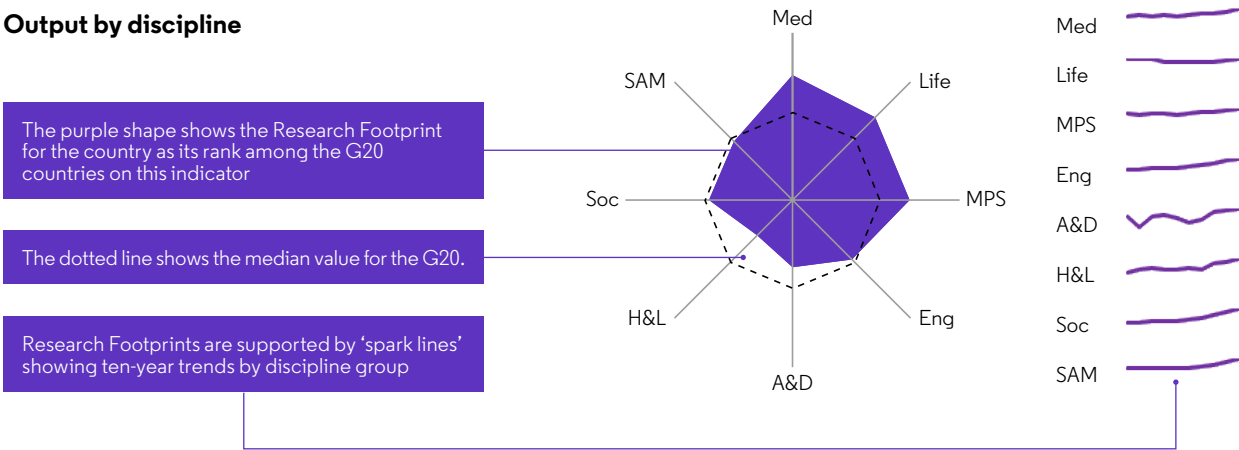 Output by discipline
The purple shape shows the Research Footprint
for the country as its rank among the G20
countries on this indicator
The dotted line shows the median value for the G20.
Research Footprints are supported by ‘spark lines’
showing ten-year trends by discipline group
Med
Life
MPS
Eng
A&D
H&L
Soc
SAM
Med
Life
MPS
Eng
A&D
H&L
Soc
SAM